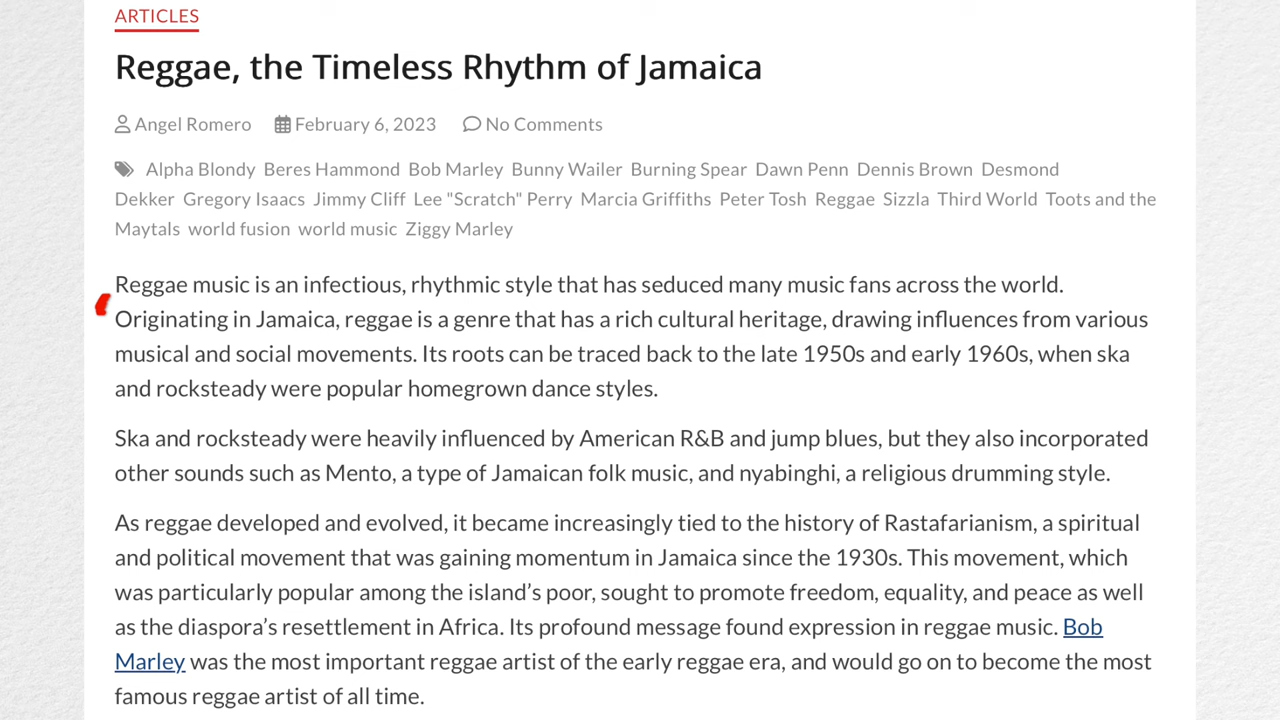 ARTICLES
Reggae, the Timeless Rhythm of Jamaica
Angel Romero February 6, 2023 No Comments
Alpha Blondy Beres Hammond Bob Marley Bunny Wailer Burning Spear Dawn Penn Dennis Brown Desmond
Dekker Gregory Isaacs Jimmy Cliff Lee "Scratch" Perry Marcia Griffiths Peter Tosh Reggae Sizzla Third World Toots and the
Maytals world fusion world music Ziggy Marley
Reggae music is an infectious, rhythmic style that has seduced many music fans across the world.
Originating in Jamaica, reggae is a genre that has a rich cultural heritage, drawing influences from various
musical and social movements. Its roots can be traced back to the late 1950s and early 1960s, when ska
and rocksteady were popular homegrown dance styles.
Ska and rocksteady were heavily influenced by American R&B and jump blues, but they also incorporated
other sounds such as Mento, a type of Jamaican folk music, and nyabinghi, a religious drumming style.
As reggae developed and evolved, it became increasingly tied to the history of Rastafarianism, a spiritual
and political movement that was gaining momentum in Jamaica since the 1930s. This movement, which
was particularly popular among the island’s poor, sought to promote freedom, equality, and peace as well
as the diaspora’s resettlement in Africa. Its profound message found expression in reggae music. Bob
Marley was the most important reggae artist of the early reggae era, and would go on to become the most
famous reggae artist of all time.